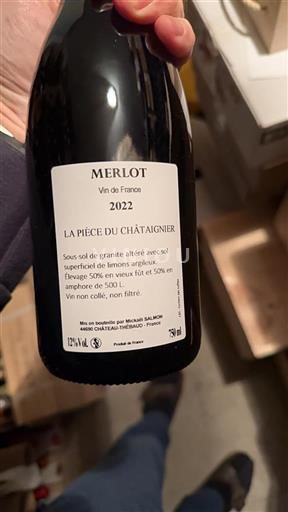 MERLOT
Vin de France
2022
LA PIÈCE DU CHÂTAIGNIER
Sous-sol de granite altéré avec sol
superficiel de limons argileux.
Élevage 50% en vieux fût et 50% en
amphore de 500 L.
Vin non collé, non filtré.
Mis en bouteille par Mickaël SALMON
44690 CHÂTEAU-THÉBAUD - France
12%Vol.
Produit de France
750ml